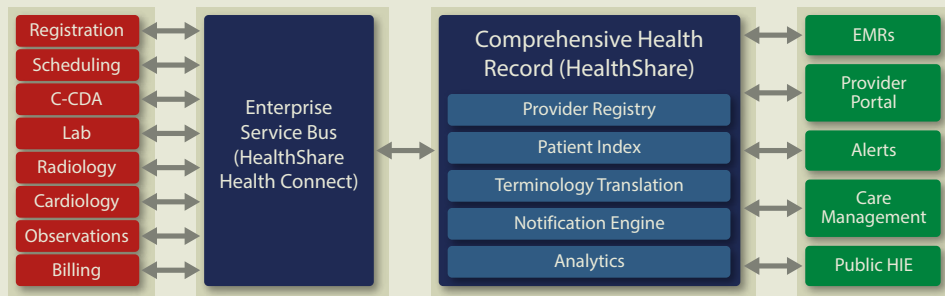 Registration
Scheduling
C-CDA
Lab
Radiology
Cardiology
Observations
Billing
Enterprise
Service Bus
(HealthShare
Health Connect)
Comprehensive Health
Record (HealthShare)
Provider Registry
Patient Index
Terminology Translation
Notification Engine
Analytics
EMRs
Provider
Portal
Alerts
Care
Management
Public HIE